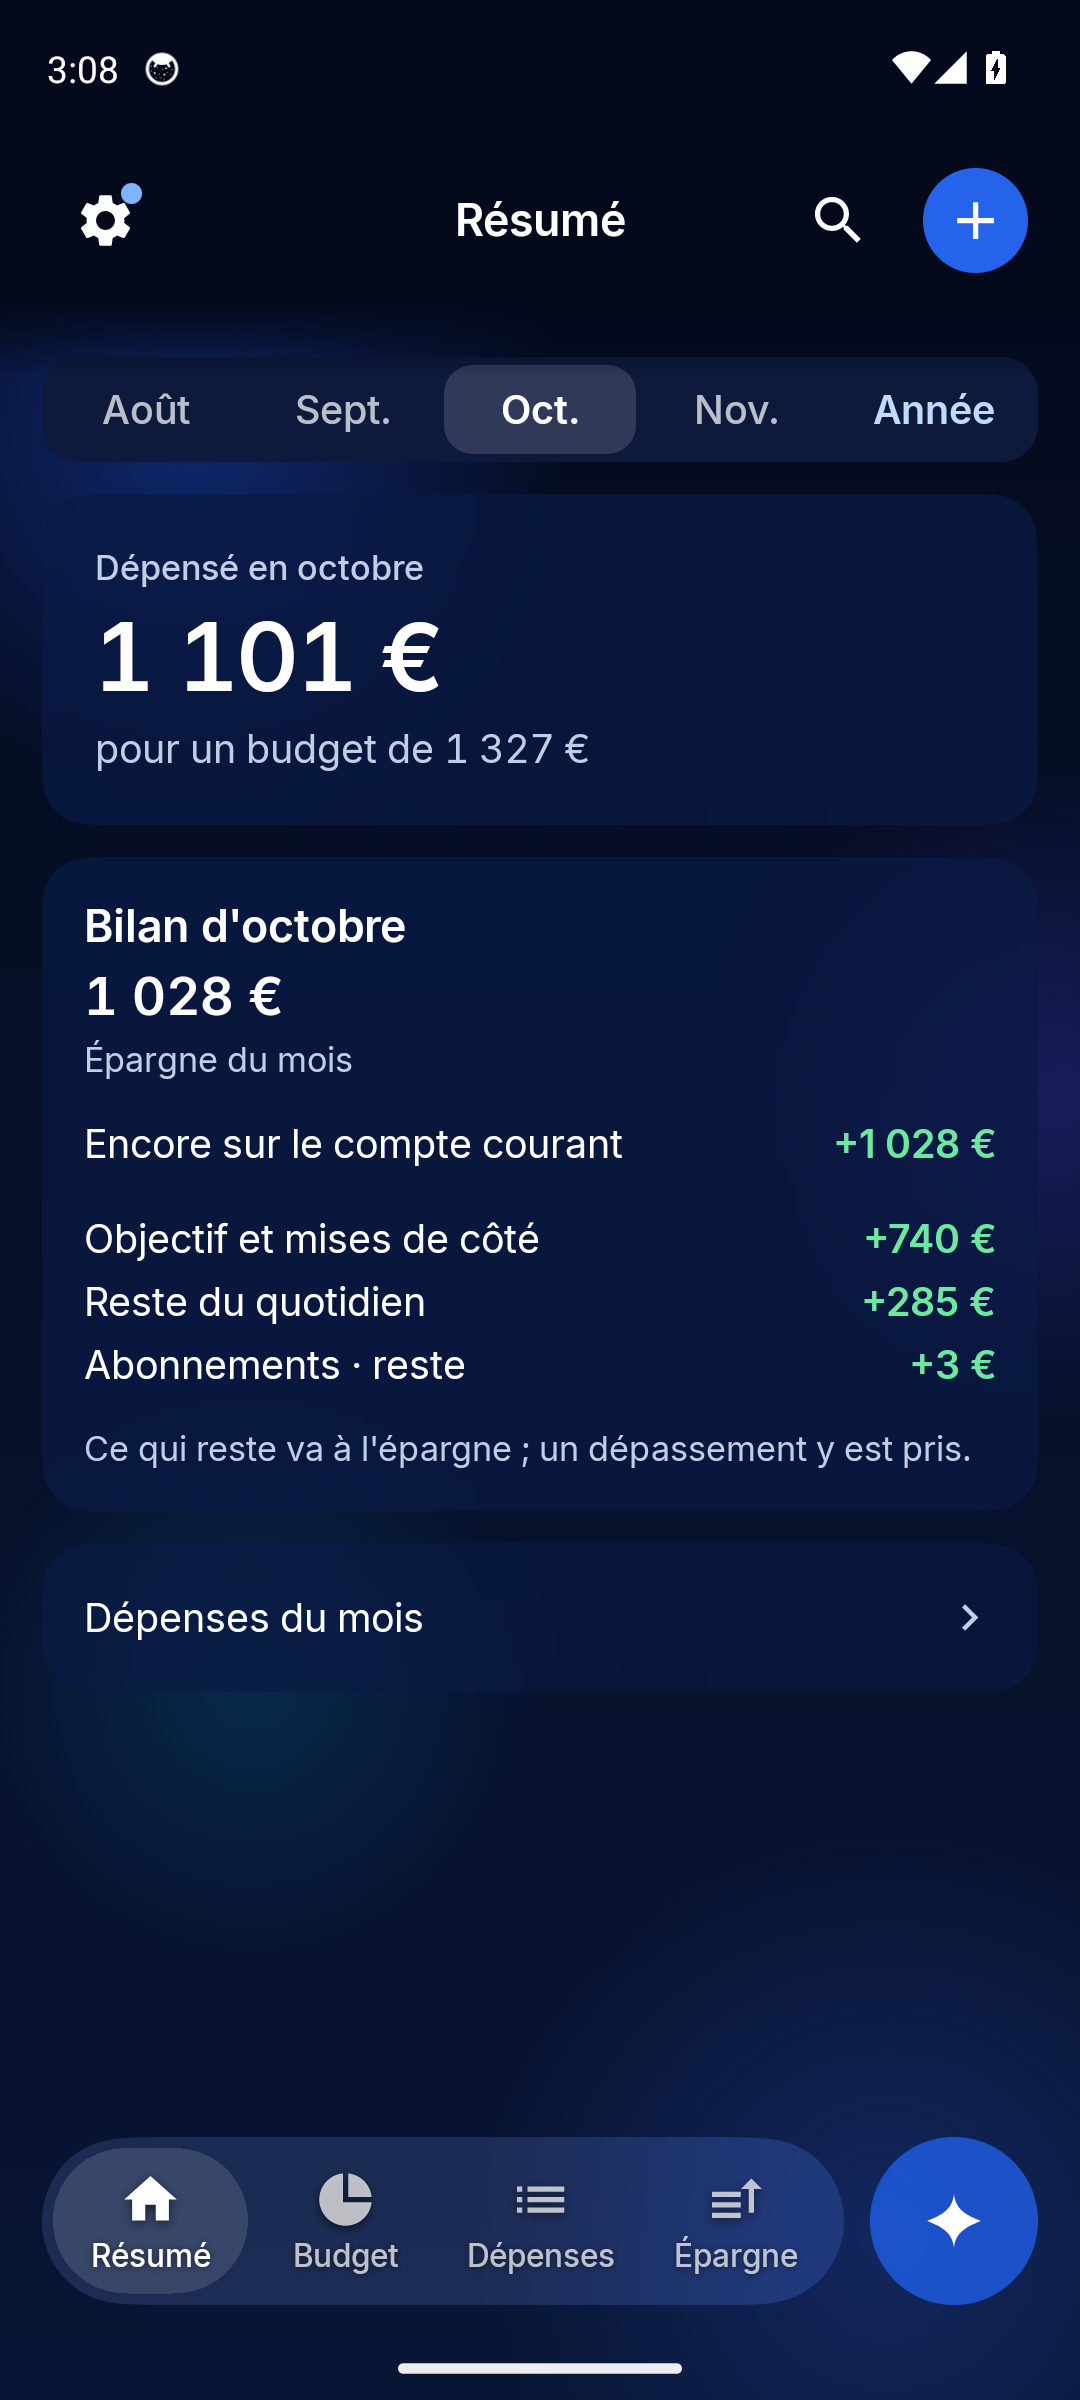 3:08
Résumé
Août Sept. Oct. Nov. Année
Dépensé en octobre
1 101 €
pour un budget de 1 327 €
Bilan d'octobre
1 028 €
Épargne du mois
Encore sur le compte courant +1 028 €
Objectif et mises de côté +740 €
Reste du quotidien +285 €
Abonnements · reste +3 €
Ce qui reste va à l'épargne ; un dépassement y est pris.
Dépenses du mois
Résumé Budget Dépenses Épargne